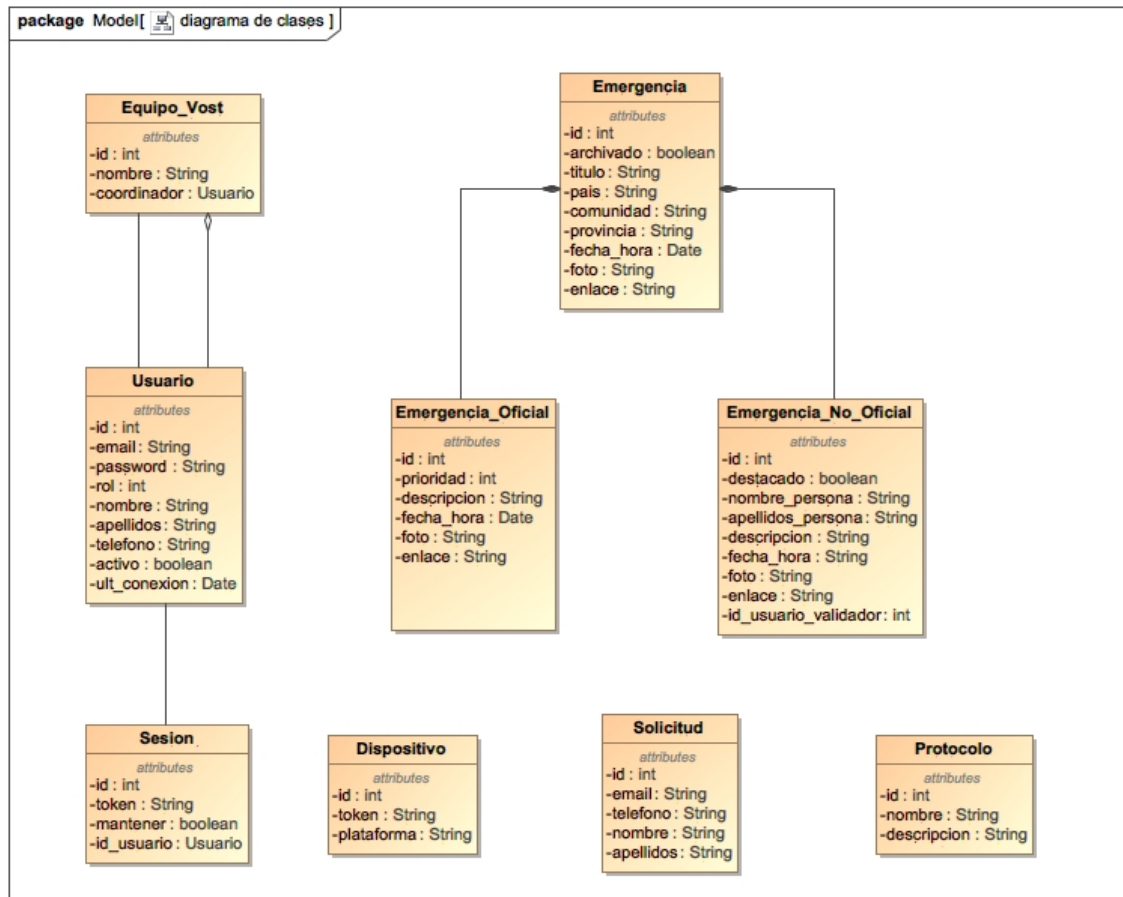 package Model[ diagrama de clases ]
Equipo_Vost
attributes
-id : int
-nombre : String
-coordinador : Usuario
Emergencia
attributes
-id : int
-archivado : boolean
-titulo : String
-pais : String
-comunidad : String
-provincia : String
-fecha_hora : Date
-foto : String
-enlace : String
Usuario
attributes
-id : int
-email : String
-password : String
-rol : int
-nombre : String
-apellidos : String
-telefono : String
-activo : boolean
-ult_conexion : Date
Emergencia_Oficial
attributes
-id : int
-prioridad : int
-descripcion : String
-fecha_hora : Date
-foto : String
-enlace : String
Emergencia_No_Oficial
attributes
-id : int
-destacado : boolean
-nombre_persona : String
-apellidos_persona : String
-descripcion : String
-fecha_hora : String
-foto : String
-enlace : String
-id_usuario_validador : int
Sesion
attributes
-id : int
-token : String
-mantener : boolean
-id_usuario : Usuario
Dispositivo
attributes
-id : int
-token : String
-plataforma : String
Solicitud
attributes
-id : int
-email : String
-telefono : String
-nombre : String
-apellidos : String
Protocolo
attributes
-id : int
-nombre : String
-descripcion : String